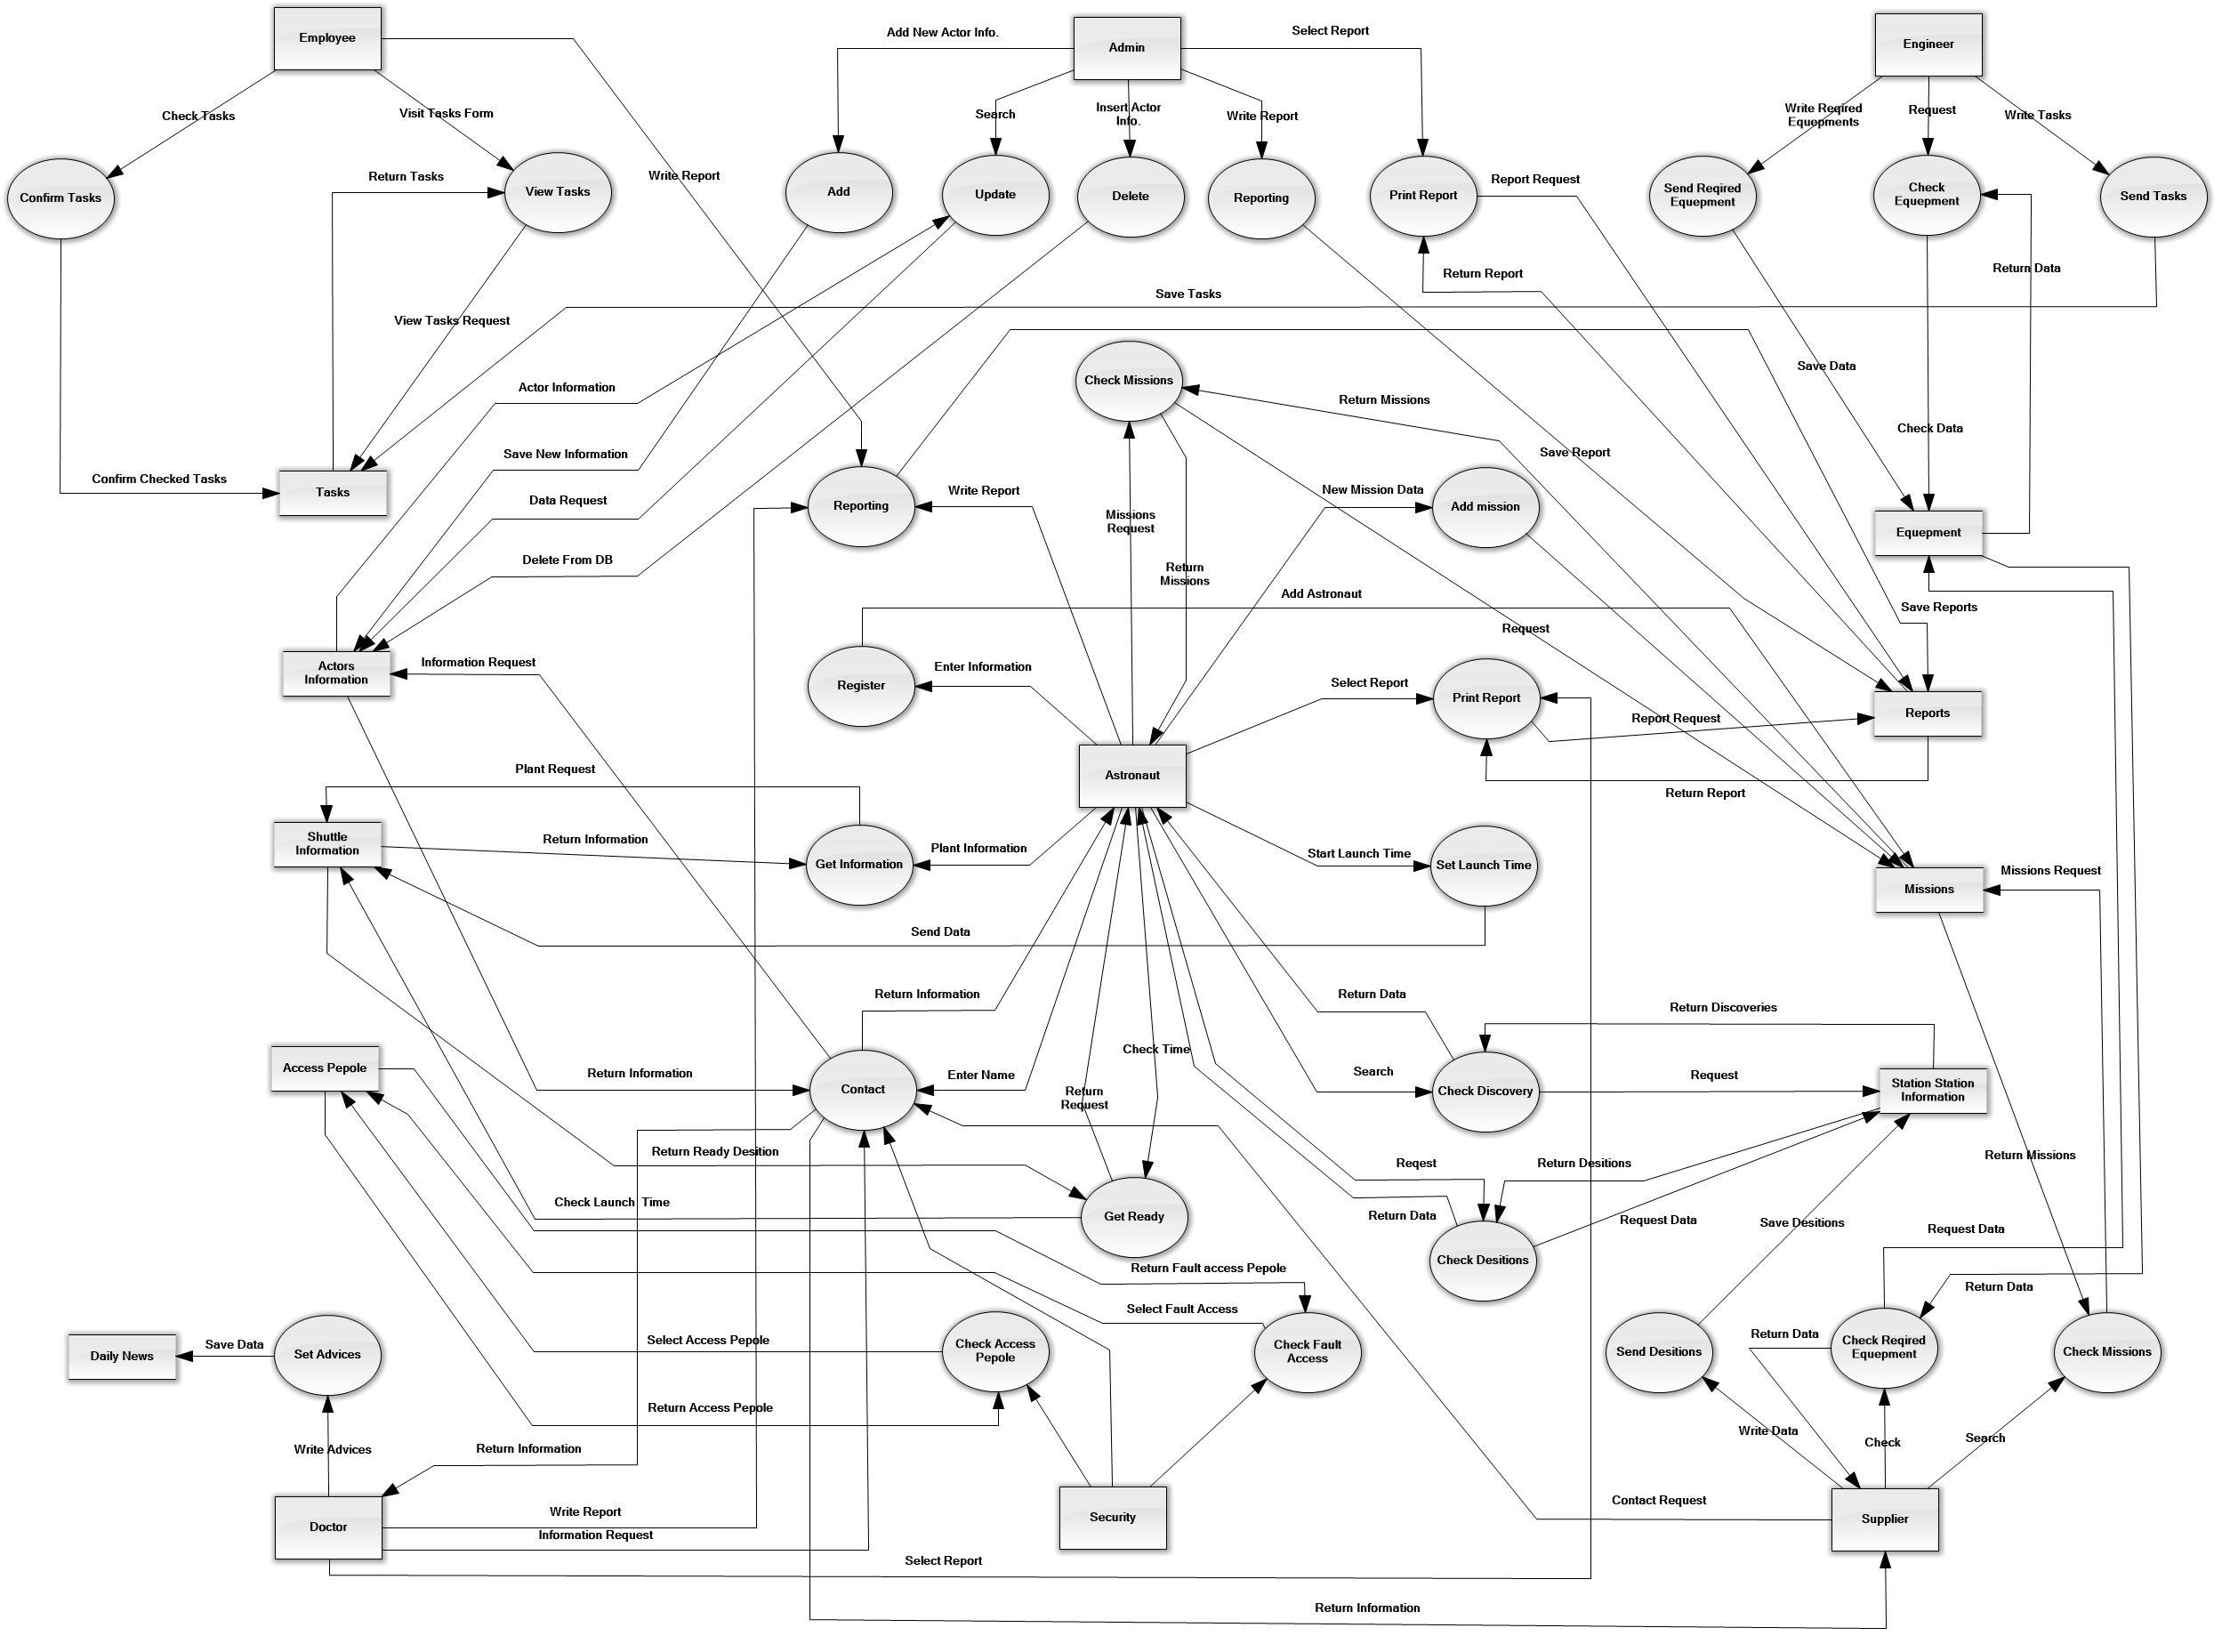 Employee
Admin
Engineer
Add New Actor Info.
Select Report
Check Tasks
Visit Tasks Form
Search
Insert Actor
Info.
Write Report
Write Reqired
Equepments
Request
Write Tasks
Write Report
Return Tasks
Report Request
Confirm Tasks
View Tasks
Add
Update
Delete
Reporting
Print Report
Send Reqired
Equepment
Check
Equepment
Send Tasks
Return Report
Return Data
Save Tasks
View Tasks Request
Save Data
Actor Information
Check Missions
Return Missions
Check Data
Save New Information
Save Report
Confirm Checked Tasks
Tasks
Data Request
Reporting
Write Report
Missions
Request
New Mission Data
Add mission
Equepment
Delete From DB
Return
Missions
Add Astronaut
Save Reports
Request
Actors
Information
Information Request
Enter Information
Register
Select Report
Print Report
Report Request
Reports
Plant Request
Astronaut
Return Report
Shuttle
Information
Return Information
Get Information
Plant Information
Start Launch Time
Set Launch Time
Missions Request
Missions
Send Data
Return Information
Return Data
Return Discoveries
Check Time
Access Pepole
Return Information
Contact
Enter Name
Return
Request
Search
Check Discovery
Request
Station Station
Information
Return Ready Desition
Reqest
Return Desitions
Return Missions
Check Launch  Time
Get Ready
Return Data
Request Data
Save Desitions
Request Data
Check Desitions
Return Fault access Pepole
Return Data
Select Fault Access
Save Data
Daily News
Set Advices
Select Access Pepole
Check Access
Pepole
Check Fault
Access
Send Desitions
Return Data
Check Reqired
Equepment
Check Missions
Return Access Pepole
Write Advices
Return Information
Write Data
Check
Search
Doctor
Write Report
Information Request
Security
Contact Request
Supplier
Select Report
Return Information